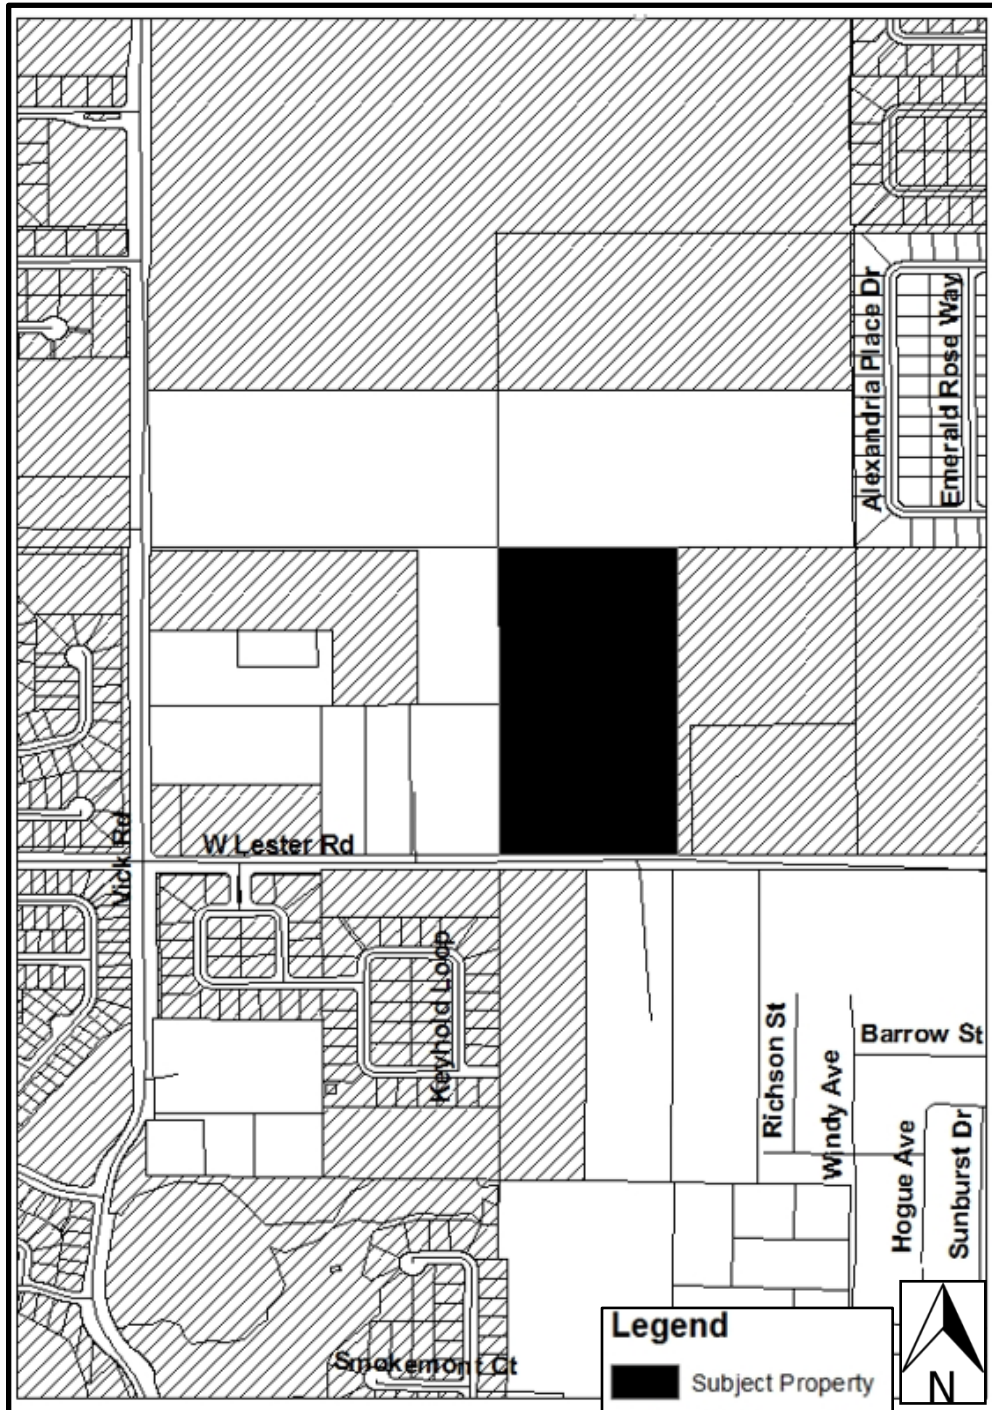 Alexandria Place Dr
Emerald Rose Way
Vick Rd
W Lester Rd
Keyhold Loop
Richson St
Windy Ave
Barrow St
Hogue Ave
Sunburst Dr
Smokemont Ct
Legend
Subject Property
N